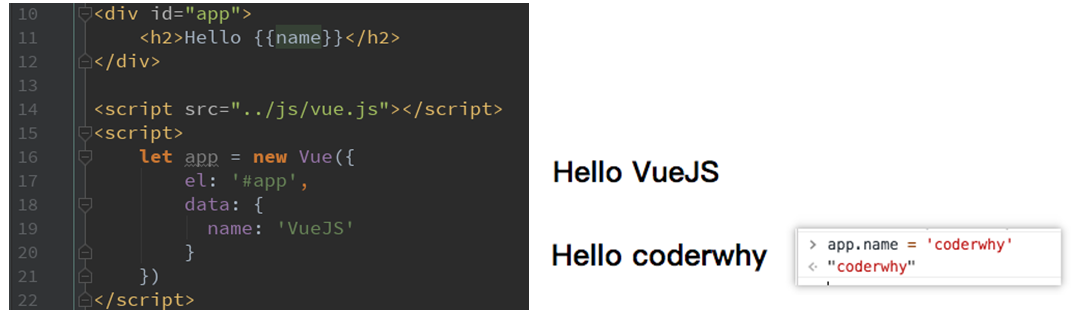 10 <div id="app">
11     <h2>Hello {{name}}</h2>
12 </div>
13
14 <script src="../js/vue.js"></script>
15 <script>
16     let app = new Vue({
17         el: '#app',
18         data: {
19           name: 'VueJS'
20         }
21     })
22 </script>
Hello VueJS
Hello coderwhy
> app.name = 'coderwhy'
<· "coderwhy"